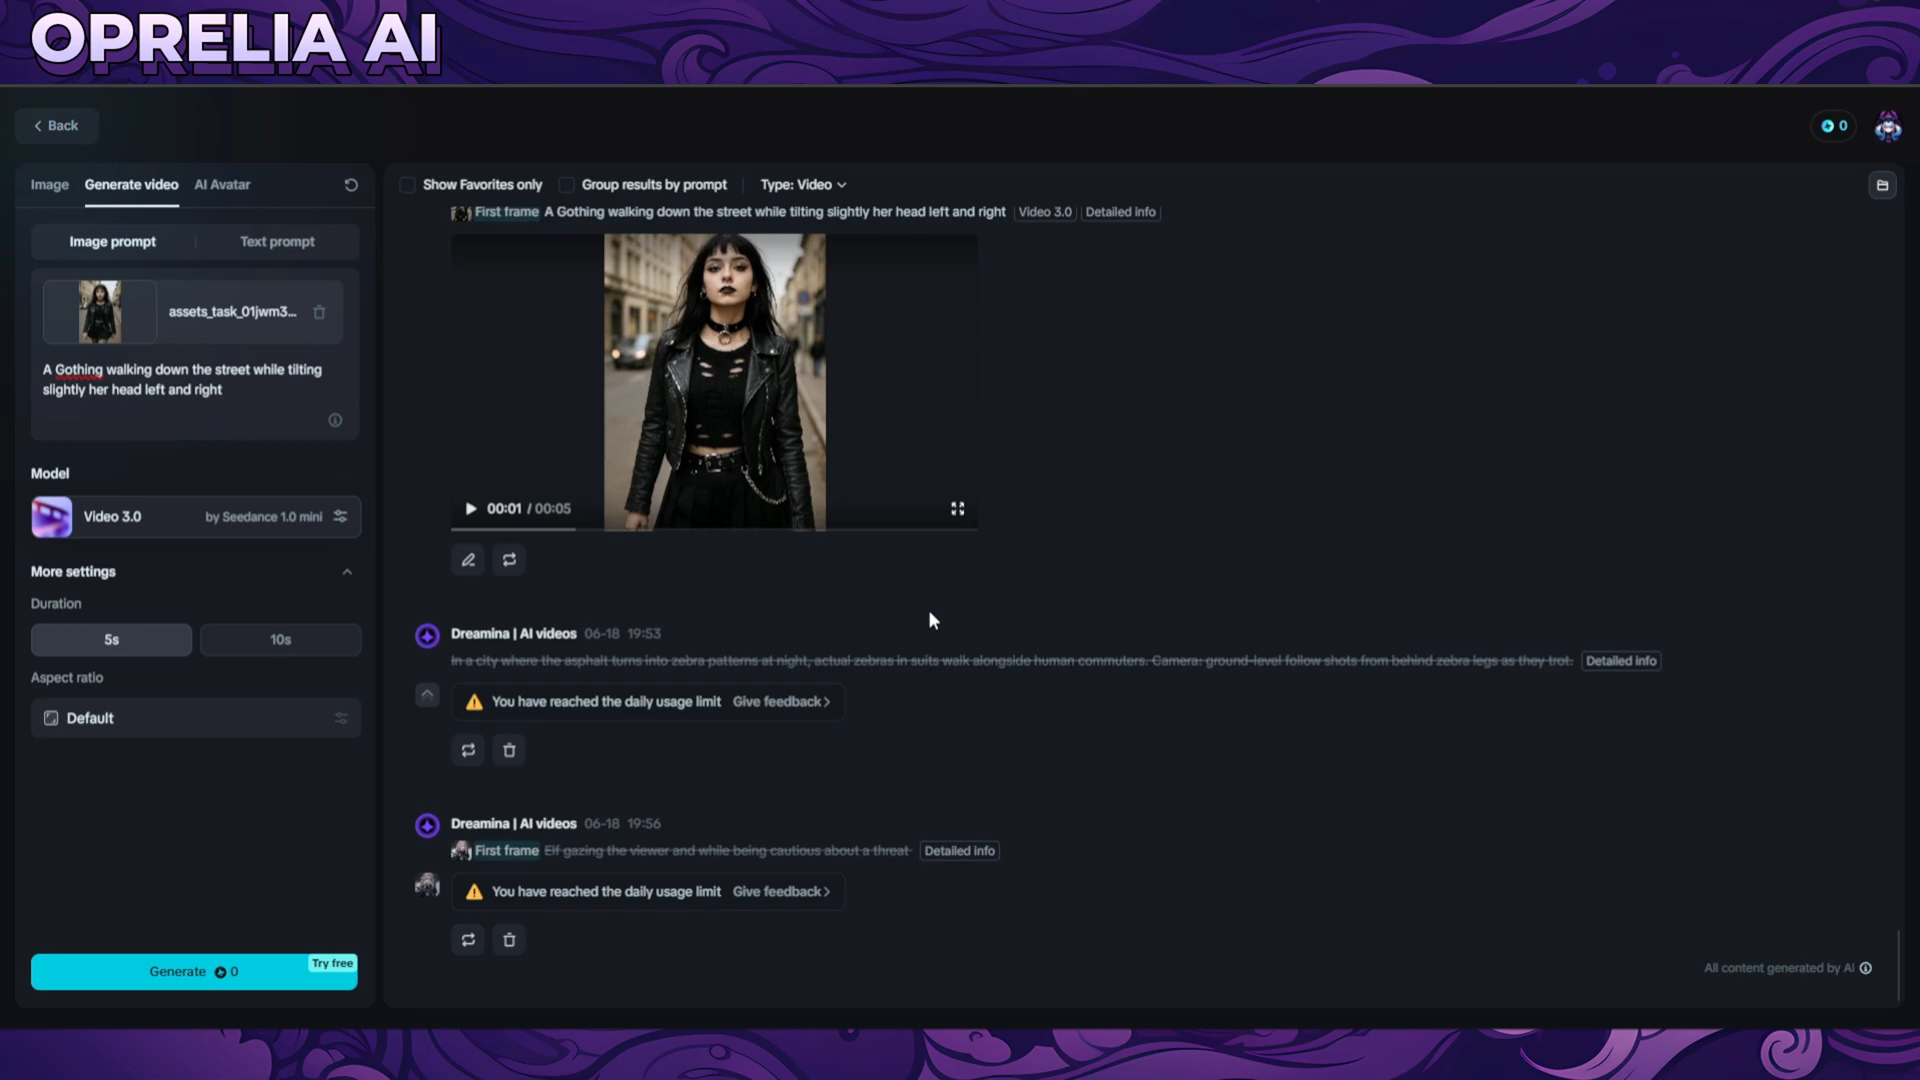 OPRELIA AI
Back
0
Image
Generate video
AI Avatar
Show Favorites only
Group results by prompt
Type: Video
First frame A Gothing walking down the street while tilting slightly her head left and right
Video 3.0
Detailed info
Image prompt
Text prompt
assets_task_01jwm3...
A Gothing walking down the street while tilting
slightly her head left and right
00:01 / 00:05
Model
Video 3.0
by Seedance 1.0 mini
More settings
Duration
5s
10s
Aspect ratio
Default
Dreamina | AI videos 06-18 19:53
In a city where the asphalt turns into zebra patterns at night, actual zebras in suits walk alongside human commuters. Camera: ground-level follow shots from behind zebra legs as they trot.
Detailed info
You have reached the daily usage limit Give feedback
Dreamina | AI videos 06-18 19:56
First frame Elf gazing the viewer and while being cautious about a threat
Detailed info
You have reached the daily usage limit Give feedback
Generate 0
Try free
All content generated by AI